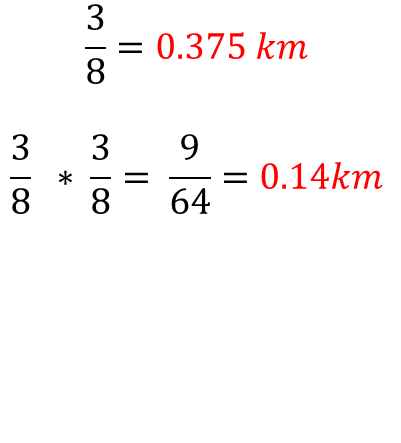 3/8 = 0.375 km
3/8 * 3/8 = 9/64 = 0.14km